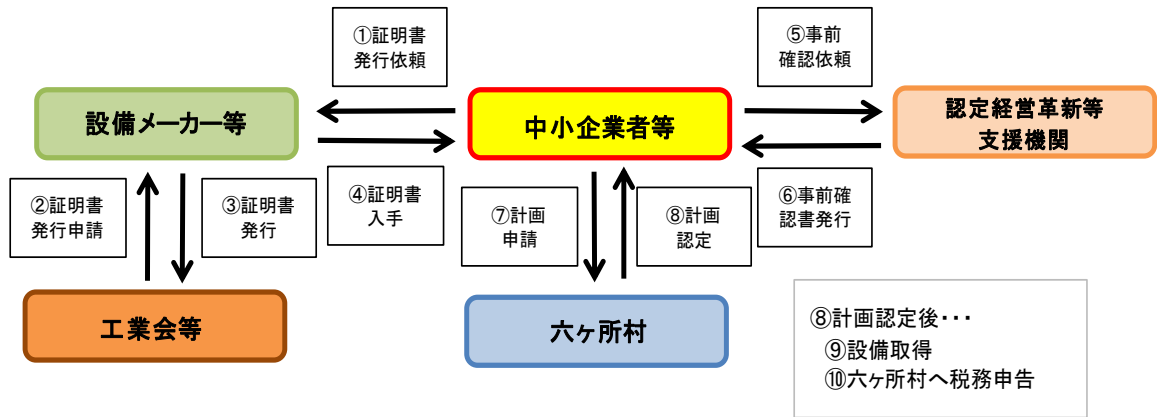 ①証明書
発行依頼
⑤事前
確認依頼
設備メーカー等
中小企業者等
認定経営革新等
支援機関
②証明書
発行申請
③証明書
発行
④証明書
入手
⑦計画
申請
⑧計画
認定
⑥事前確
認書発行
工業会等
六ヶ所村
⑧計画認定後・・・
⑨設備取得
⑩六ヶ所村へ税務申告